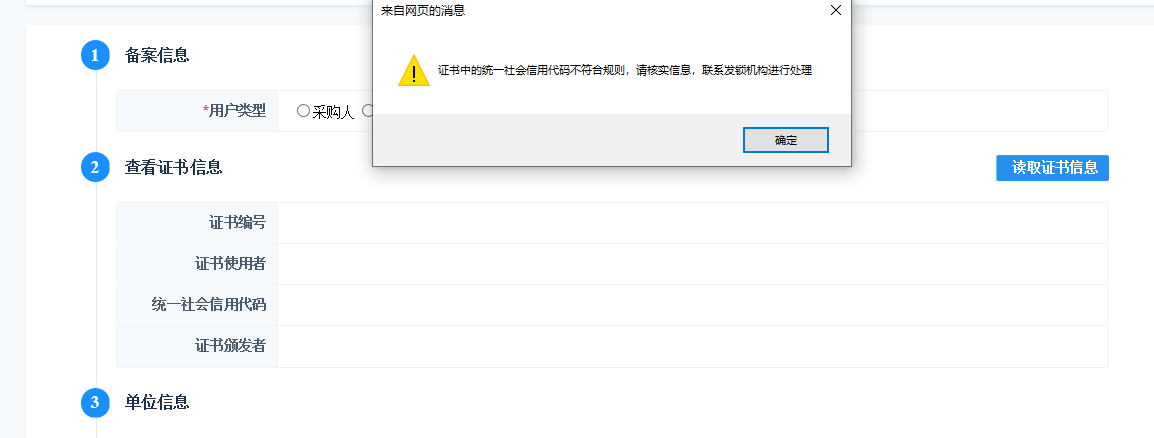 来自网页的消息
证书中的统一社会信用代码不符合规则，请核实信息，联系发锁机构进行处理
确定
1 备案信息
*用户类型 采购人
2 查看证书信息 读取证书信息
证书编号
证书使用者
统一社会信用代码
证书颁发者
3 单位信息